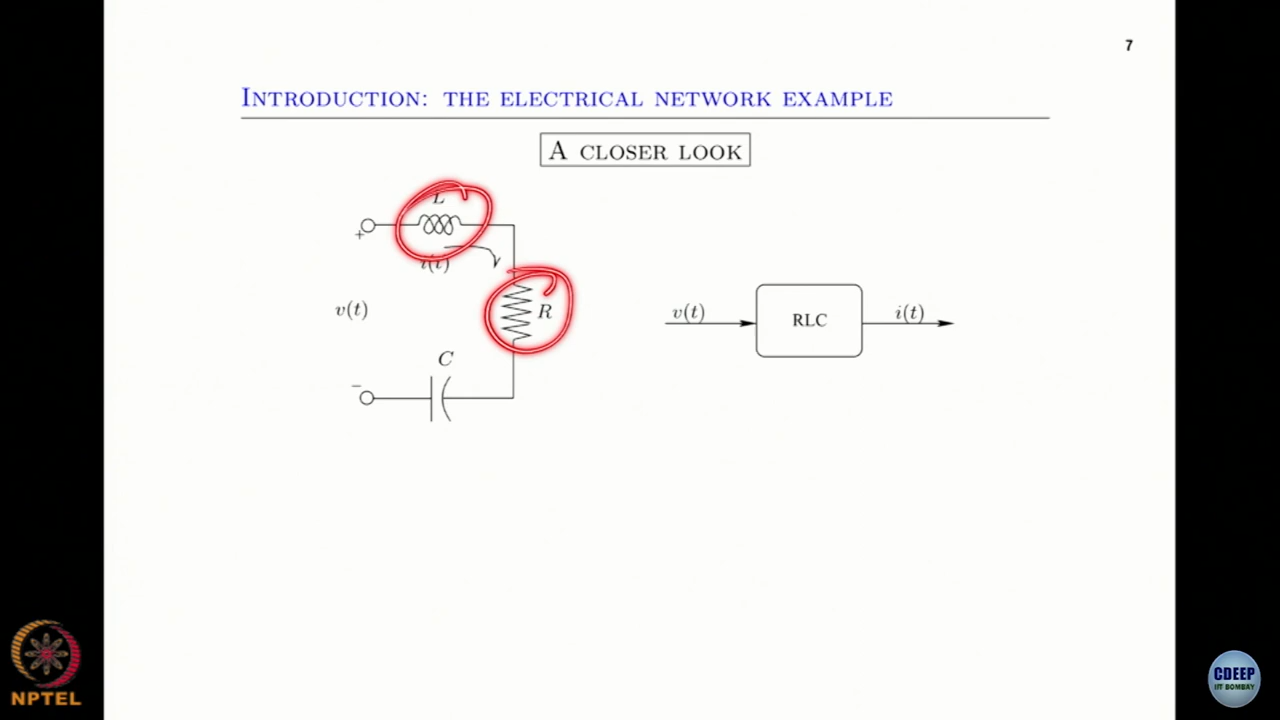 7
INTRODUCTION: THE ELECTRICAL NETWORK EXAMPLE
A CLOSER LOOK
L
+
i(t)
v(t)
R
C
−
v(t)
RLC
i(t)
NPTEL
CDEEP
IIT BOMBAY